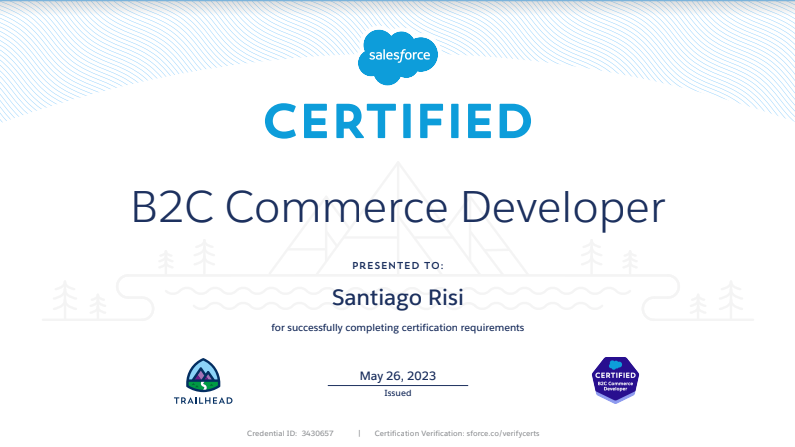 salesforce
CERTIFIED
B2C Commerce Developer
PRESENTED TO:
Santiago Risi
for successfully completing certification requirements
May 26, 2023
Issued
TRAILHEAD
CERTIFIED
B2C Commerce
Developer
Credential ID: 3430657 | Certification Verification: sforce.co/verifycerts